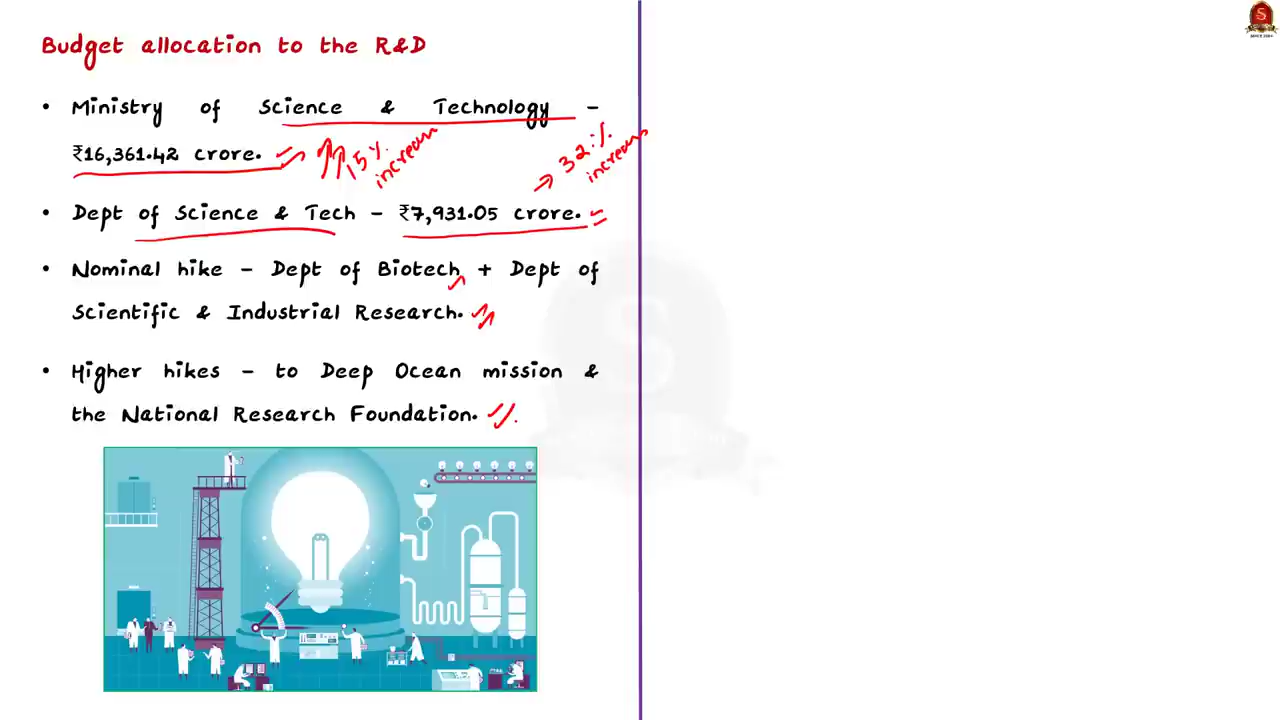 Budget allocation to the R&D
• Ministry of Science & Technology -
₹16,361.42 crore.
15%. increase
→ 32%. increase
• Dept of Science & Tech - ₹7,931.05 crore.
• Nominal hike - Dept of Biotech + Dept of
Scientific & Industrial Research.
• Higher hikes - to Deep Ocean mission &
the National Research Foundation.